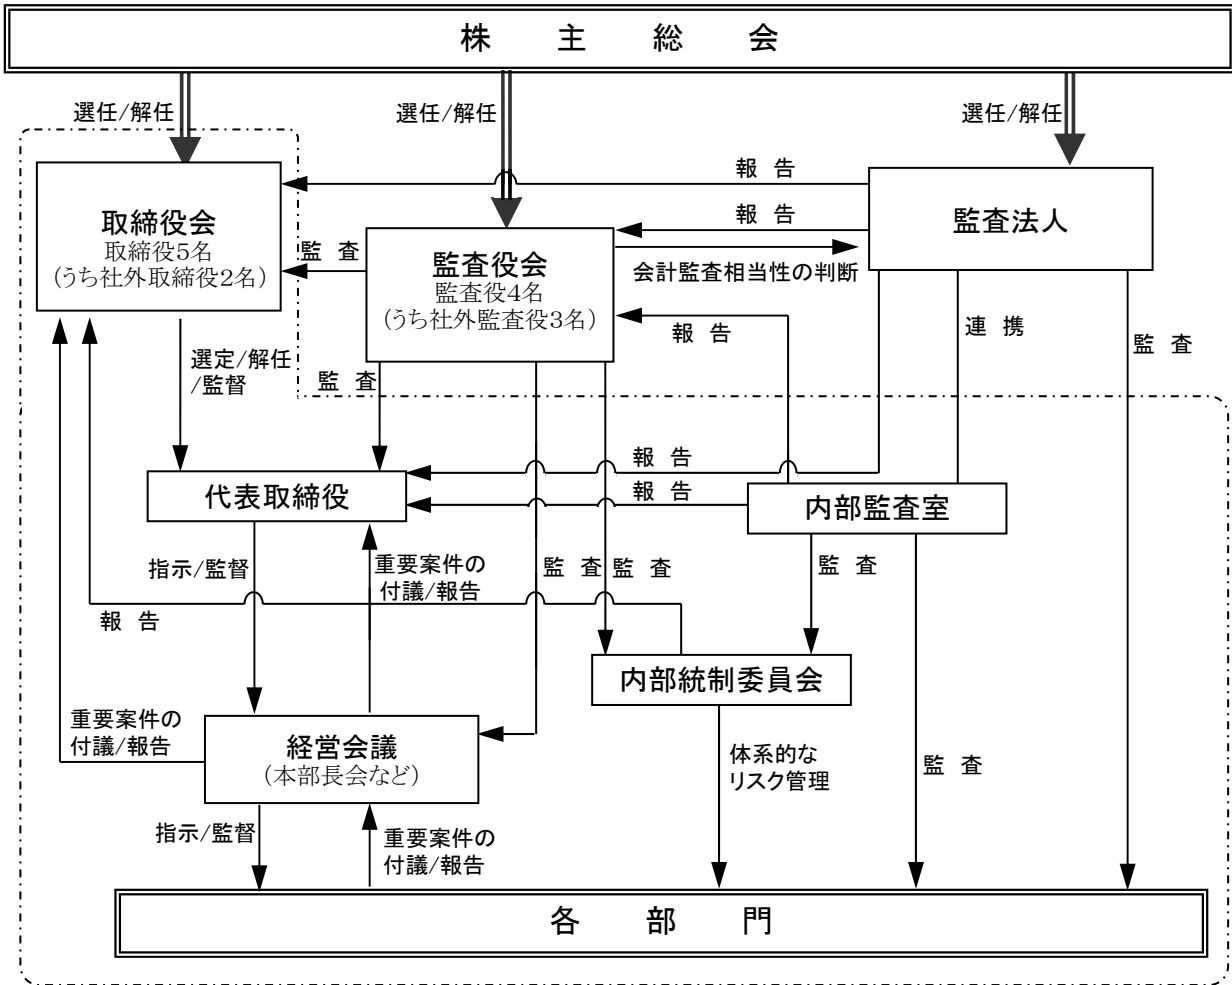 株　主　総　会
選任/解任
選任/解任
選任/解任
取締役会
取締役5名
(うち社外取締役2名)
監　査
監査役会
監査役4名
(うち社外監査役3名)
報　告
報　告
会計監査相当性の判断
監査法人
報　告
連　携
監　査
選定/解任
/監督
監　査
報　告
代表取締役
報　告
内部監査室
指示/監督
重要案件の
付議/報告
監　査
監　査
監　査
報　告
内部統制委員会
重要案件の
付議/報告
経営会議
(本部長会など)
体系的な
リスク管理
監　査
指示/監督
重要案件の
付議/報告
各　部　門